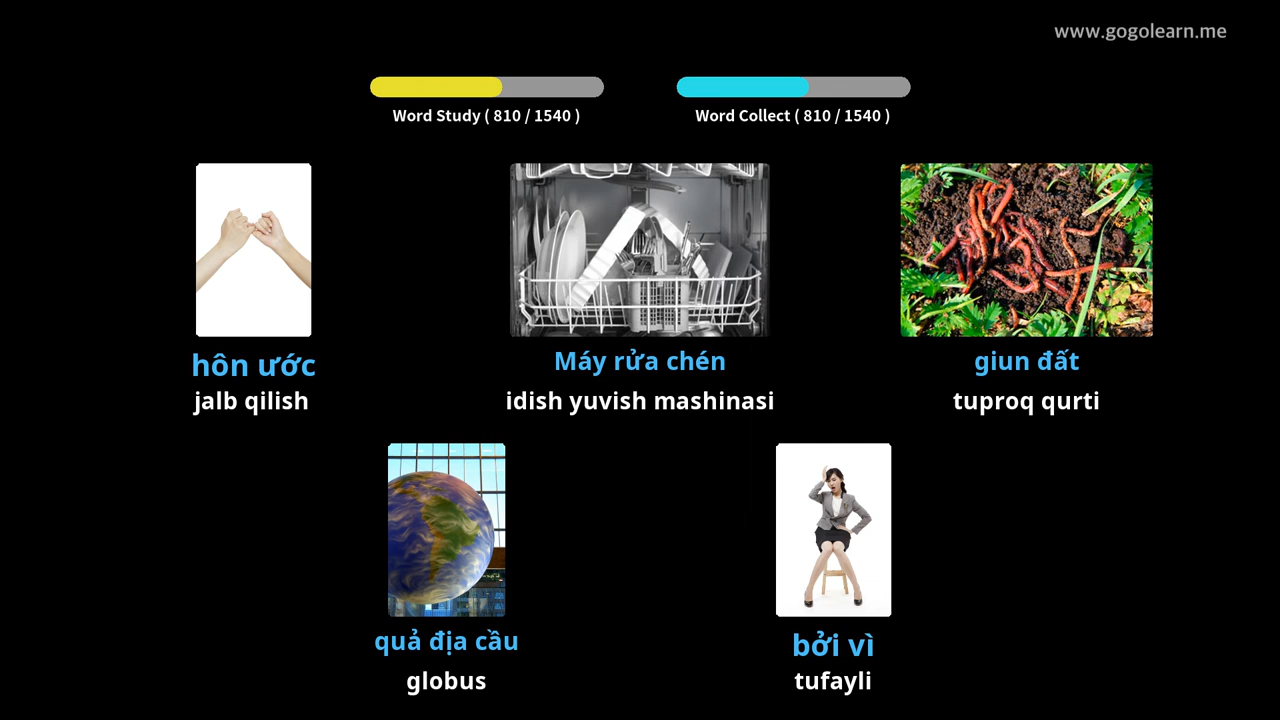 www.gogolearn.me
Word Study ( 810 / 1540 )
Word Collect ( 810 / 1540 )
hôn ước
jalb qilish
Máy rửa chén
idish yuvish mashinasi
giun đất
tuproq qurti
quả địa cầu
globus
bởi vì
tufayli